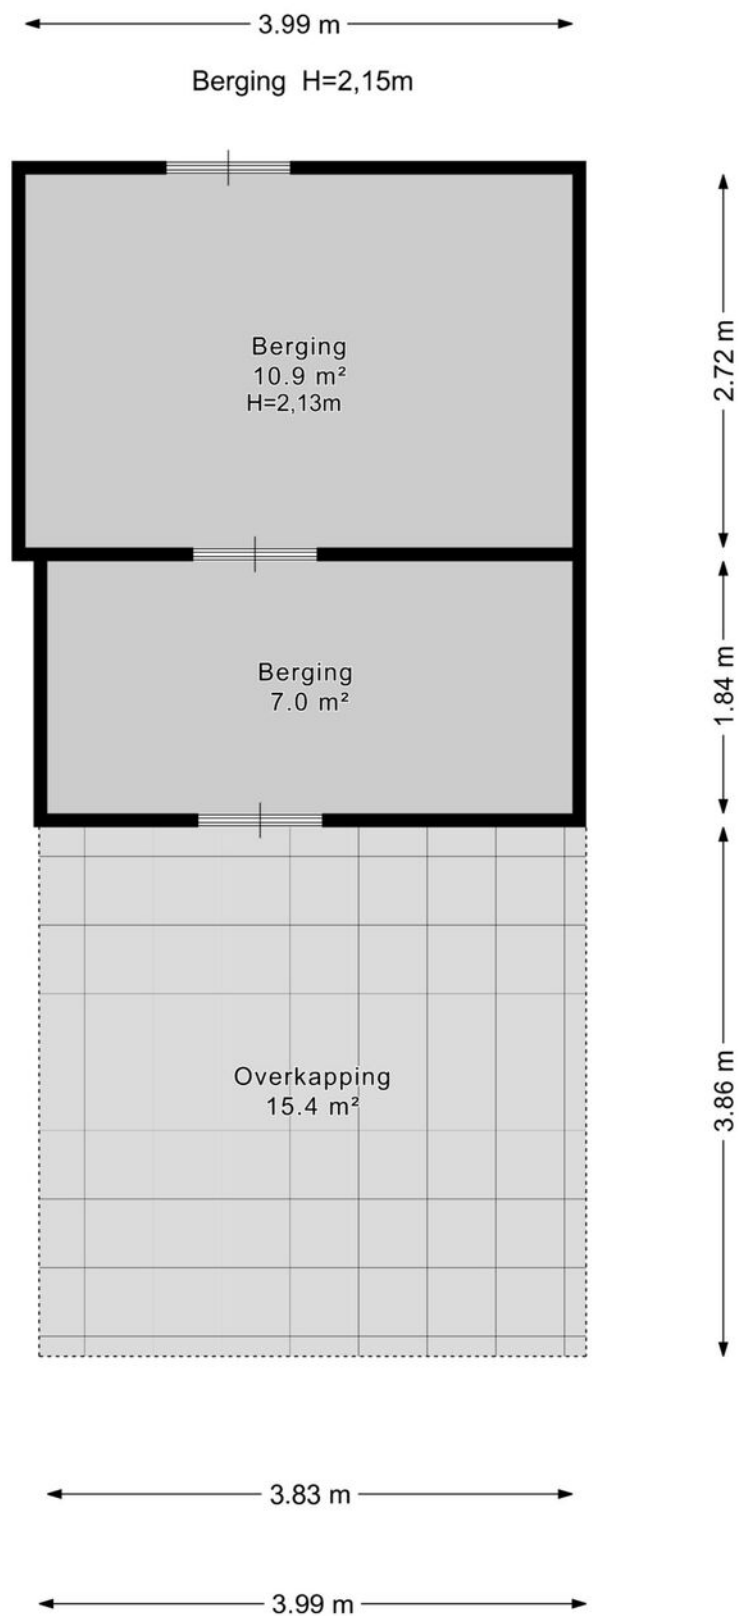 3.99 m
Berging H=2,15m
Berging
10.9 m²
H=2,13m
2.72 m
Berging
7.0 m²
1.84 m
Overkapping
15.4 m²
3.86 m
3.83 m
3.99 m